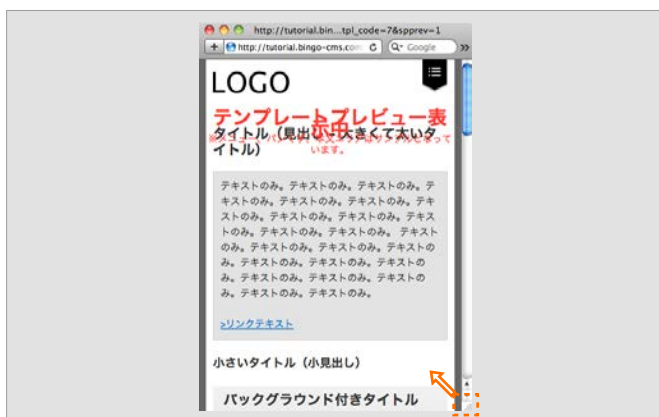 http://tutorial.bin...tpl_code=7&spprev=1
http://tutorial.bingo-cms.com
Google
LOGO
テンプレートプレビュー表
示中
タイトル（見出し・大きくて太いタ
イトル）
います。
テキストのみ。テキストのみ。テキストのみ。テ
キストのみ。テキストのみ。テキストのみ。テキ
ストのみ。テキストのみ。テキストのみ。テキス
トのみ。テキストのみ。テキストのみ。 テキスト
のみ。テキストのみ。テキストのみ。テキストの
み。テキストのみ。テキストのみ。テキストの
み。テキストのみ。テキストのみ。テキストの
み。テキストのみ。テキストのみ。
>リンクテキスト
小さいタイトル（小見出し）
バックグラウンド付きタイトル